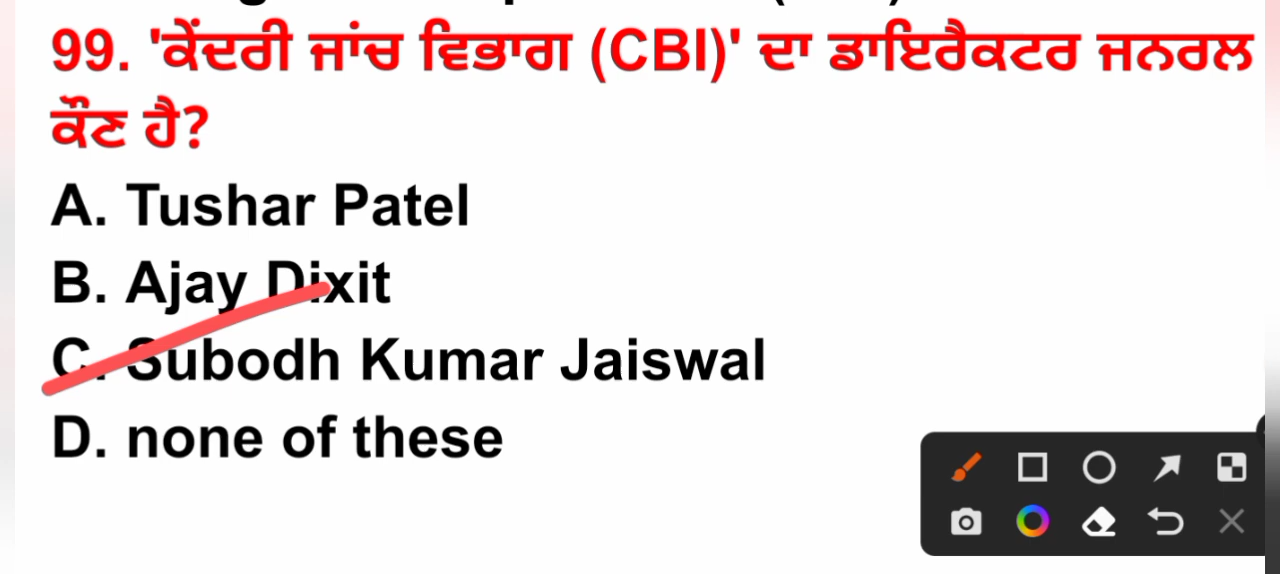 99. 'ਕੇਂਦਰੀ ਜਾਂਚ ਵਿਭਾਗ (CBI)' ਦਾ ਡਾਇਰੈਕਟਰ ਜਨਰਲ
ਕੌਣ ਹੈ?
A. Tushar Patel
B. Ajay Dixit
C. Subodh Kumar Jaiswal
D. none of these